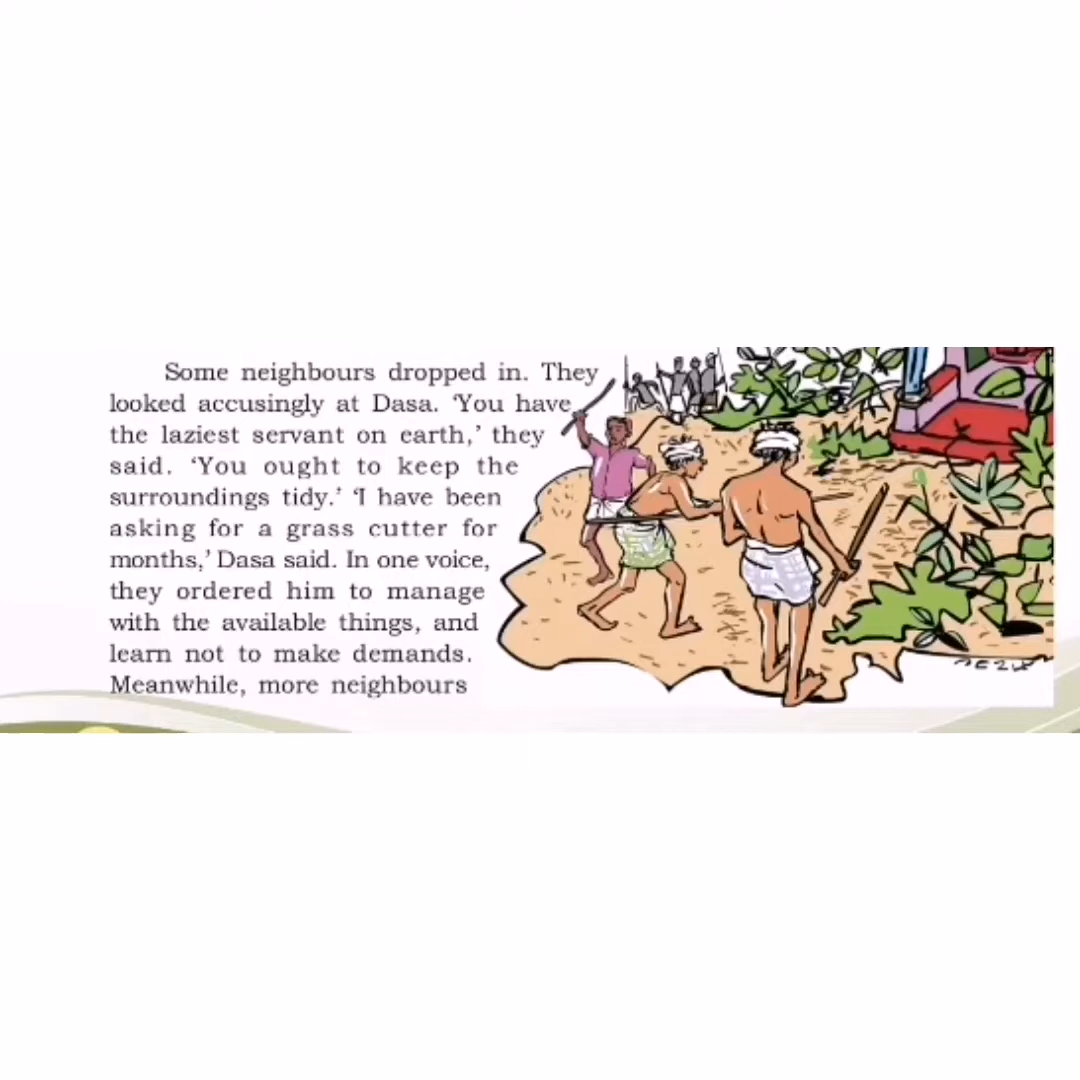 Some neighbours dropped in. They
looked accusingly at Dasa. ‘You have
the laziest servant on earth,’ they
said. ‘You ought to keep the
surroundings tidy.’ ‘I have been
asking for a grass cutter for
months,’ Dasa said. In one voice,
they ordered him to manage
with the available things, and
learn not to make demands.
Meanwhile, more neighbours